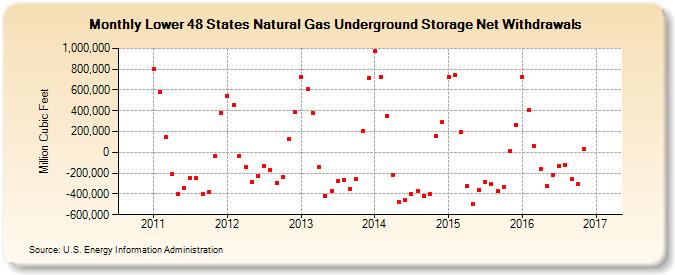 Monthly Lower 48 States Natural Gas Underground Storage Net Withdrawals
Million Cubic Feet
1,000,000
800,000
600,000
400,000
200,000
0
-200,000
-400,000
-600,000
2011 2012 2013 2014 2015 2016 2017
Source: U.S. Energy Information Administration